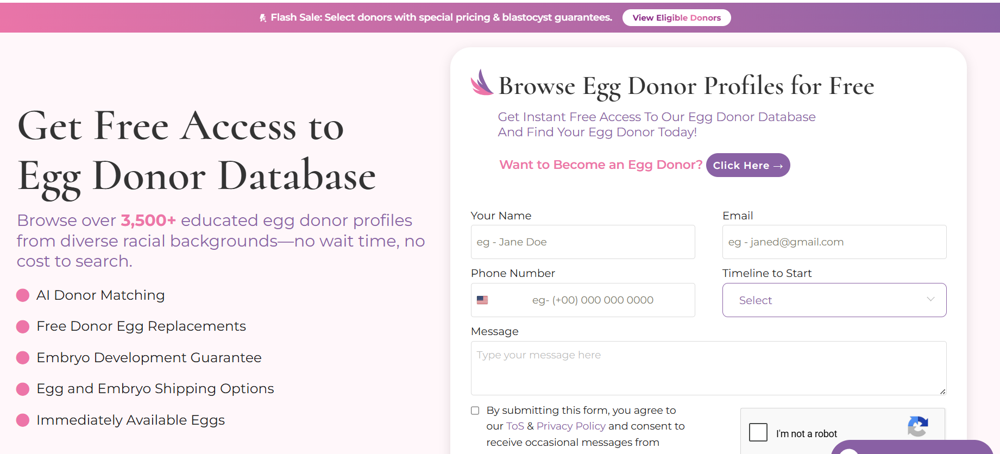 Flash Sale: Select donors with special pricing & blastocyst guarantees.
View Eligible Donors
Get Free Access to
Egg Donor Database
Browse over 3,500+ educated egg donor profiles
from diverse racial backgrounds—no wait time, no
cost to search.
AI Donor Matching
Free Donor Egg Replacements
Embryo Development Guarantee
Egg and Embryo Shipping Options
Immediately Available Eggs
Browse Egg Donor Profiles for Free
Get Instant Free Access To Our Egg Donor Database
And Find Your Egg Donor Today!
Want to Become an Egg Donor? Click Here →
Your Name
eg - Jane Doe
Email
eg - janed@gmail.com
Phone Number
eg- (+00) 000 000 0000
Timeline to Start
Select
Message
Type your message here
By submitting this form, you agree to
our ToS & Privacy Policy and consent to
receive occasional messages from
I'm not a robot